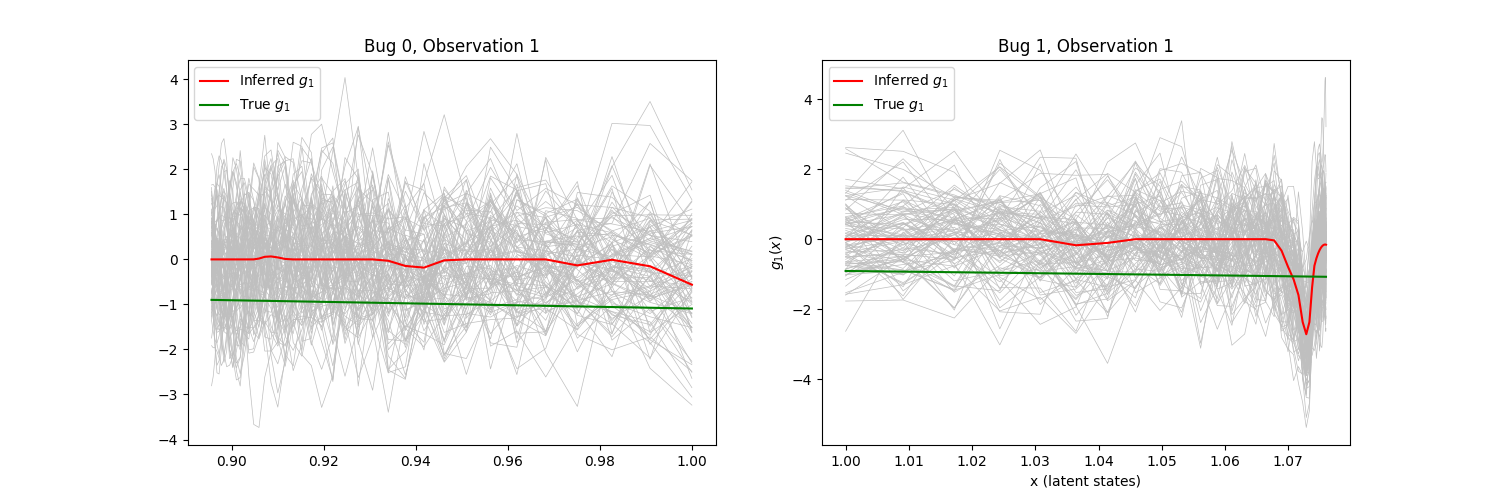 Bug 0, Observation 1
Inferred g₁
True g₁
4
3
2
1
0
−1
−2
−3
−4
0.90 0.92 0.94 0.96 0.98 1.00
Bug 1, Observation 1
Inferred g₁
True g₁
g₁(x)
4
2
0
−2
−4
1.00 1.01 1.02 1.03 1.04 1.05 1.06 1.07
x (latent states)